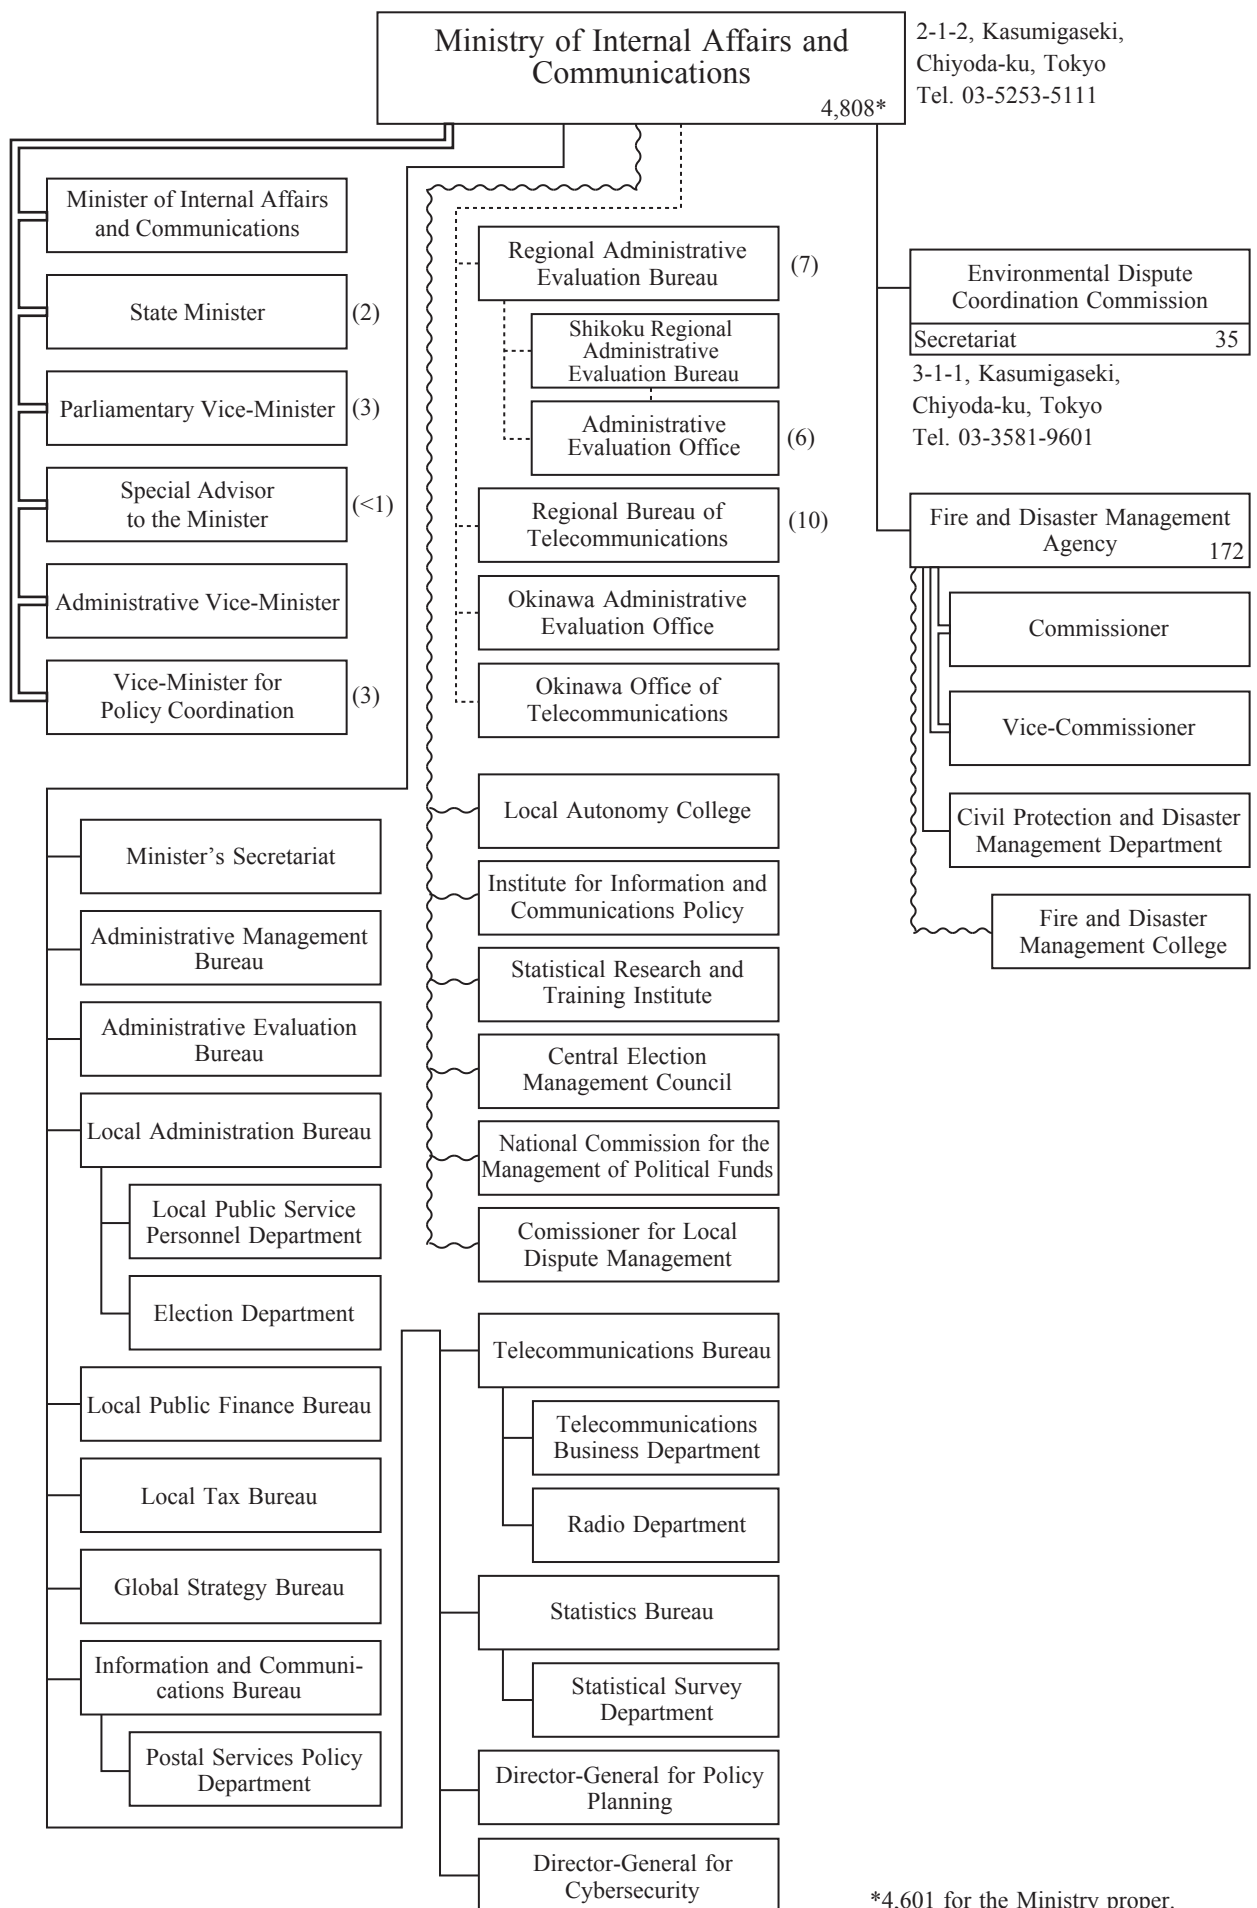 Ministry of Internal Affairs and
Communications
4,808*
2-1-2, Kasumigaseki,
Chiyoda-ku, Tokyo
Tel. 03-5253-5111
Minister of Internal Affairs
and Communications
State Minister
(2)
Parliamentary Vice-Minister
(3)
Special Advisor
to the Minister
(<1)
Administrative Vice-Minister
Vice-Minister for
Policy Coordination
(3)
Minister's Secretariat
Administrative Management
Bureau
Administrative Evaluation
Bureau
Local Administration Bureau
Local Public Service
Personnel Department
Election Department
Local Public Finance Bureau
Local Tax Bureau
Global Strategy Bureau
Information and Communi-
cations Bureau
Postal Services Policy
Department
Regional Administrative
Evaluation Bureau
(7)
Shikoku Regional
Administrative
Evaluation Bureau
Administrative
Evaluation Office
(6)
Regional Bureau of
Telecommunications
(10)
Okinawa Administrative
Evaluation Office
Okinawa Office of
Telecommunications
Local Autonomy College
Institute for Information and
Communications Policy
Statistical Research and
Training Institute
Central Election
Management Council
National Commission for the
Management of Political Funds
Comissioner for Local
Dispute Management
Telecommunications Bureau
Telecommunications
Business Department
Radio Department
Statistics Bureau
Statistical Survey
Department
Director-General for Policy
Planning
Director-General for
Cybersecurity
Environmental Dispute
Coordination Commission
Secretariat 35
3-1-1, Kasumigaseki,
Chiyoda-ku, Tokyo
Tel. 03-3581-9601
Fire and Disaster Management
Agency
172
Commissioner
Vice-Commissioner
Civil Protection and Disaster
Management Department
Fire and Disaster
Management College
*4,601 for the Ministry proper.